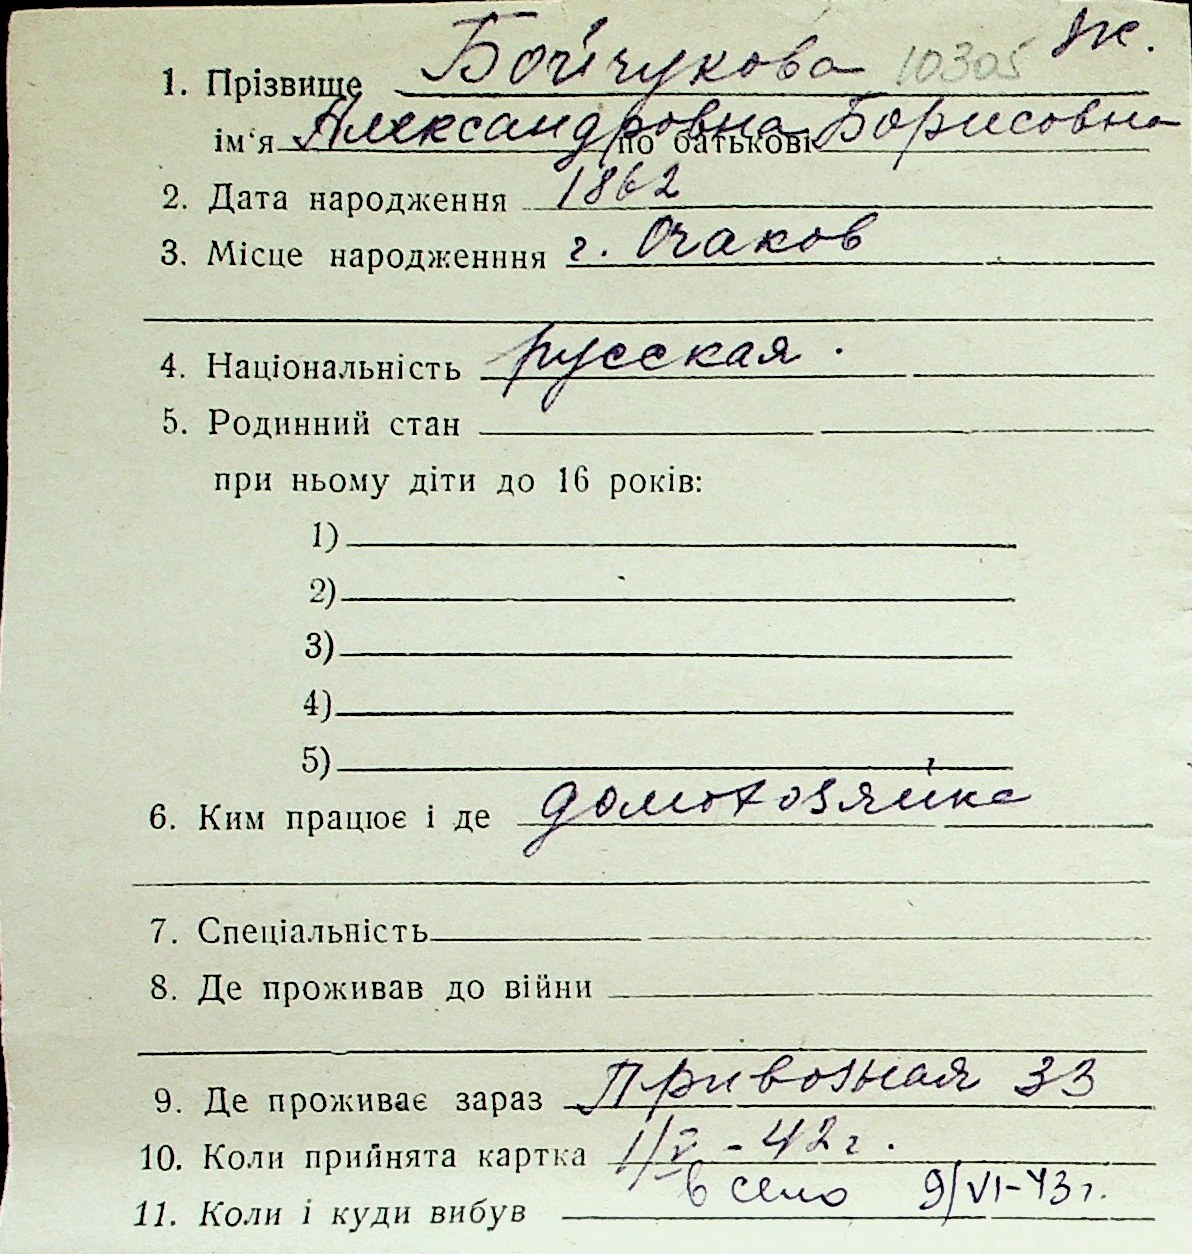 1. Прізвище Бойчукова 10305 Ж.
ім'я Александровна по батькові Борисовна
2. Дата народження 1862
3. Місце народженння г. Очаков
4. Національність русская.
5. Родинний стан
при ньому діти до 16 років:
1)
2)
3)
4)
5)
6. Ким працює і де домохозяйка
7. Спеціальність
8. Де проживав до війни
9. Де проживає зараз Привозная 33
10. Коли прийнята картка 1/V-42г.
11. Коли і куди вибув в село 9/VI-43г.